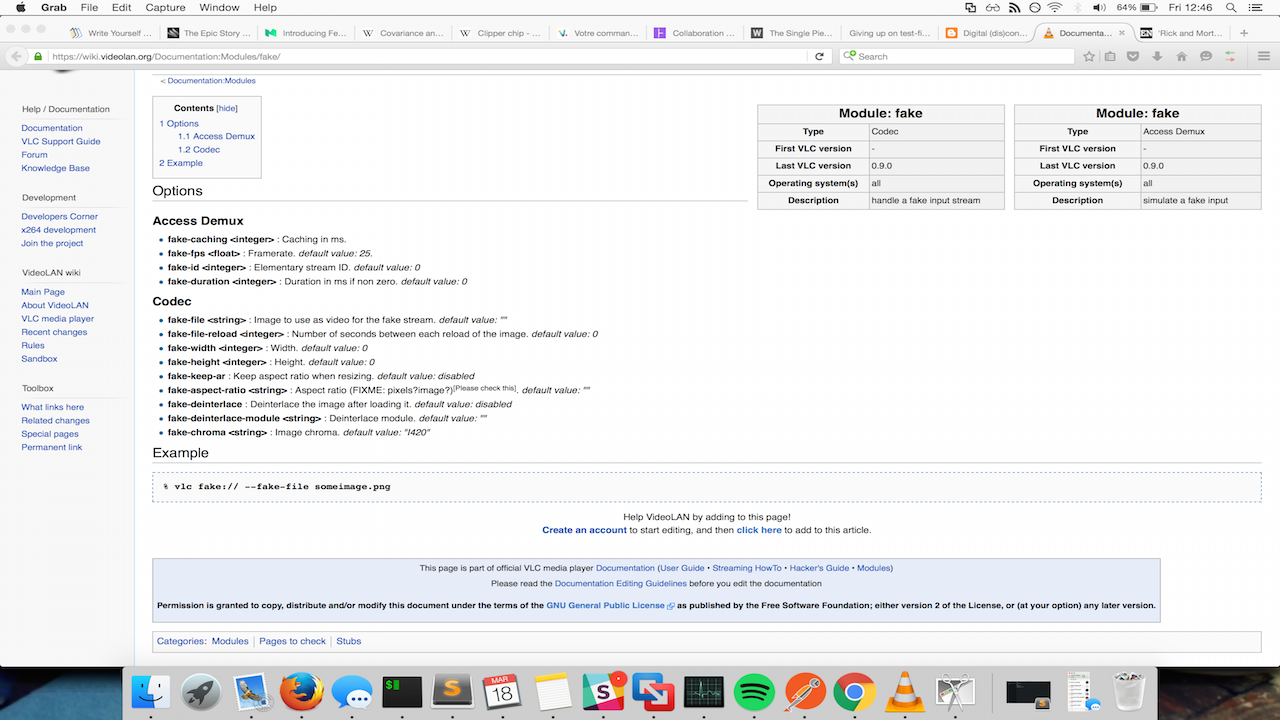 Grab File Edit Capture Window Help 64% Fri 12:46
Write Yourself ... The Epic Story ... Introducing Fe... Covariance an... Clipper chip - ... Votre comman... Collaboration ... The Single Pie... Giving up on test-fi... Digital (dis)con... Documenta... 'Rick and Mort...
https://wiki.videolan.org/Documentation:Modules/fake/ Search
< Documentation:Modules
Help / Documentation
Documentation
VLC Support Guide
Forum
Knowledge Base
Development
Developers Corner
x264 development
Join the project
VideoLAN wiki
Main Page
About VideoLAN
VLC media player
Recent changes
Rules
Sandbox
Toolbox
What links here
Related changes
Special pages
Permanent link
Contents [hide]
1 Options
1.1 Access Demux
1.2 Codec
2 Example
Module: fake
Type Codec
First VLC version -
Last VLC version 0.9.0
Operating system(s) all
Description handle a fake input stream
Module: fake
Type Access Demux
First VLC version -
Last VLC version 0.9.0
Operating system(s) all
Description simulate a fake input
Options
Access Demux
• fake-caching <integer> : Caching in ms.
• fake-fps <float> : Framerate. default value: 25.
• fake-id <integer> : Elementary stream ID. default value: 0
• fake-duration <integer> : Duration in ms if non zero. default value: 0
Codec
• fake-file <string> : Image to use as video for the fake stream. default value: ""
• fake-file-reload <integer> : Number of seconds between each reload of the image. default value: 0
• fake-width <integer> : Width. default value: 0
• fake-height <integer> : Height. default value: 0
• fake-keep-ar : Keep aspect ratio when resizing. default value: disabled
• fake-aspect-ratio <string> : Aspect ratio (FIXME: pixels?image?)[Please check this]. default value: ""
• fake-deinterlace : Deinterlace the image after loading it. default value: disabled
• fake-deinterlace-module <string> : Deinterlace module. default value: ""
• fake-chroma <string> : Image chroma. default value: "I420"
Example
% vlc fake:// --fake-file someimage.png
Help VideoLAN by adding to this page!
Create an account to start editing, and then click here to add to this article.
This page is part of official VLC media player Documentation (User Guide • Streaming HowTo • Hacker's Guide • Modules)
Please read the Documentation Editing Guidelines before you edit the documentation
Permission is granted to copy, distribute and/or modify this document under the terms of the GNU General Public License as published by the Free Software Foundation; either version 2 of the License, or (at your option) any later version.
Categories: Modules | Pages to check | Stubs
MAR
18